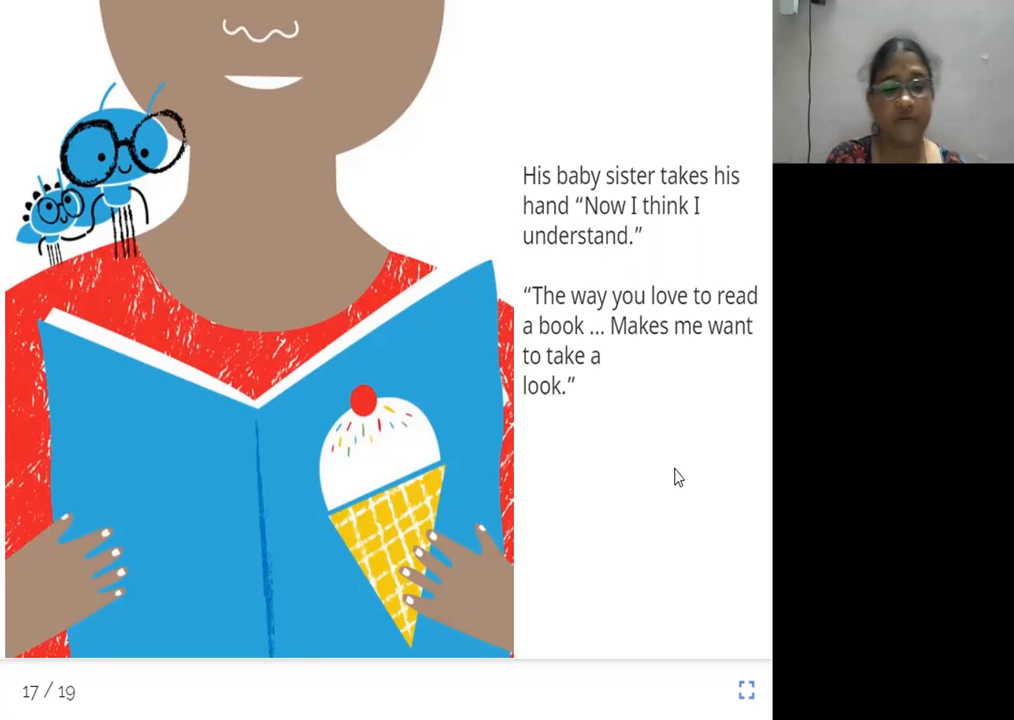 His baby sister takes his
hand “Now I think I
understand.”
“The way you love to read
a book ... Makes me want
to take a
look.”
17 / 19